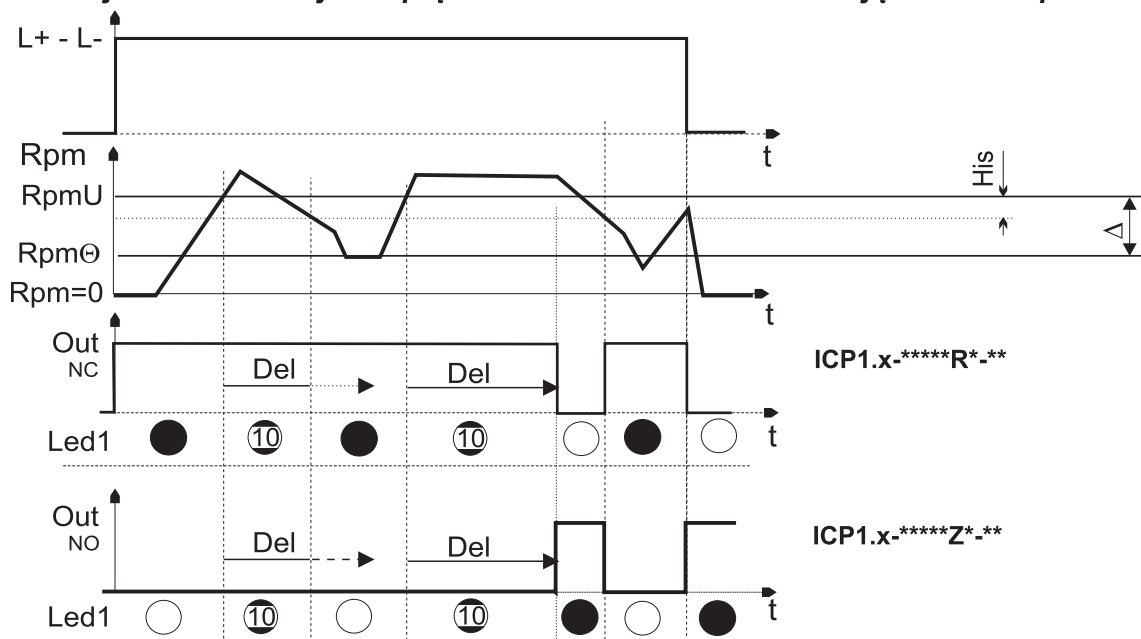 L+ - L-
t
Rpm
RpmU
His
RpmΘ
Δ
Rpm=0
t
Out
NC
Del
Del
ICP1.x-*****R*-**
Led1
10
10
t
Out
NO
Del
Del
ICP1.x-*****Z*-**
Led1
10
10
t